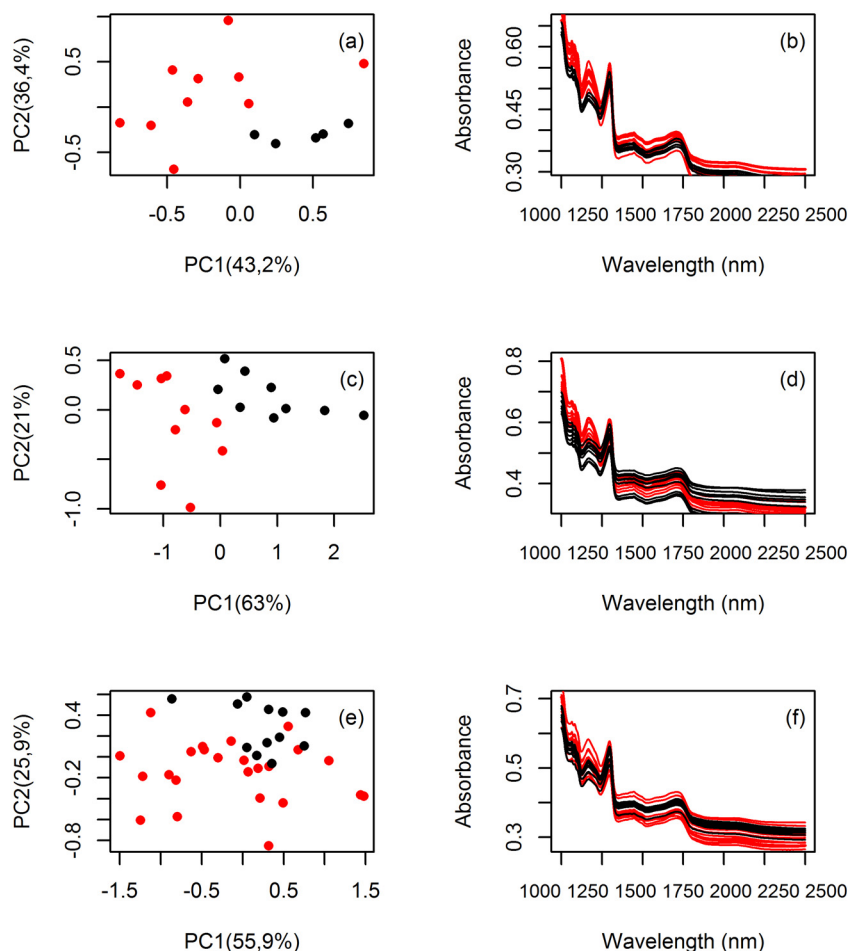 PC2(36,4%)
0.5
-0.5
(a)
-0.5 0.0 0.5
PC1(43,2%)
Absorbance
0.60
0.45
0.30
(b)
1000 1250 1500 1750 2000 2250 2500
Wavelength (nm)
PC2(21%)
0.5
0.0
-1.0
(c)
-1 0 1 2
PC1(63%)
Absorbance
0.8
0.6
0.4
(d)
1000 1250 1500 1750 2000 2250 2500
Wavelength (nm)
PC2(25,9%)
0.4
-0.2
-0.8
(e)
-1.5 -0.5 0.5 1.5
PC1(55,9%)
Absorbance
0.7
0.5
0.3
(f)
1000 1250 1500 1750 2000 2250 2500
Wavelength (nm)